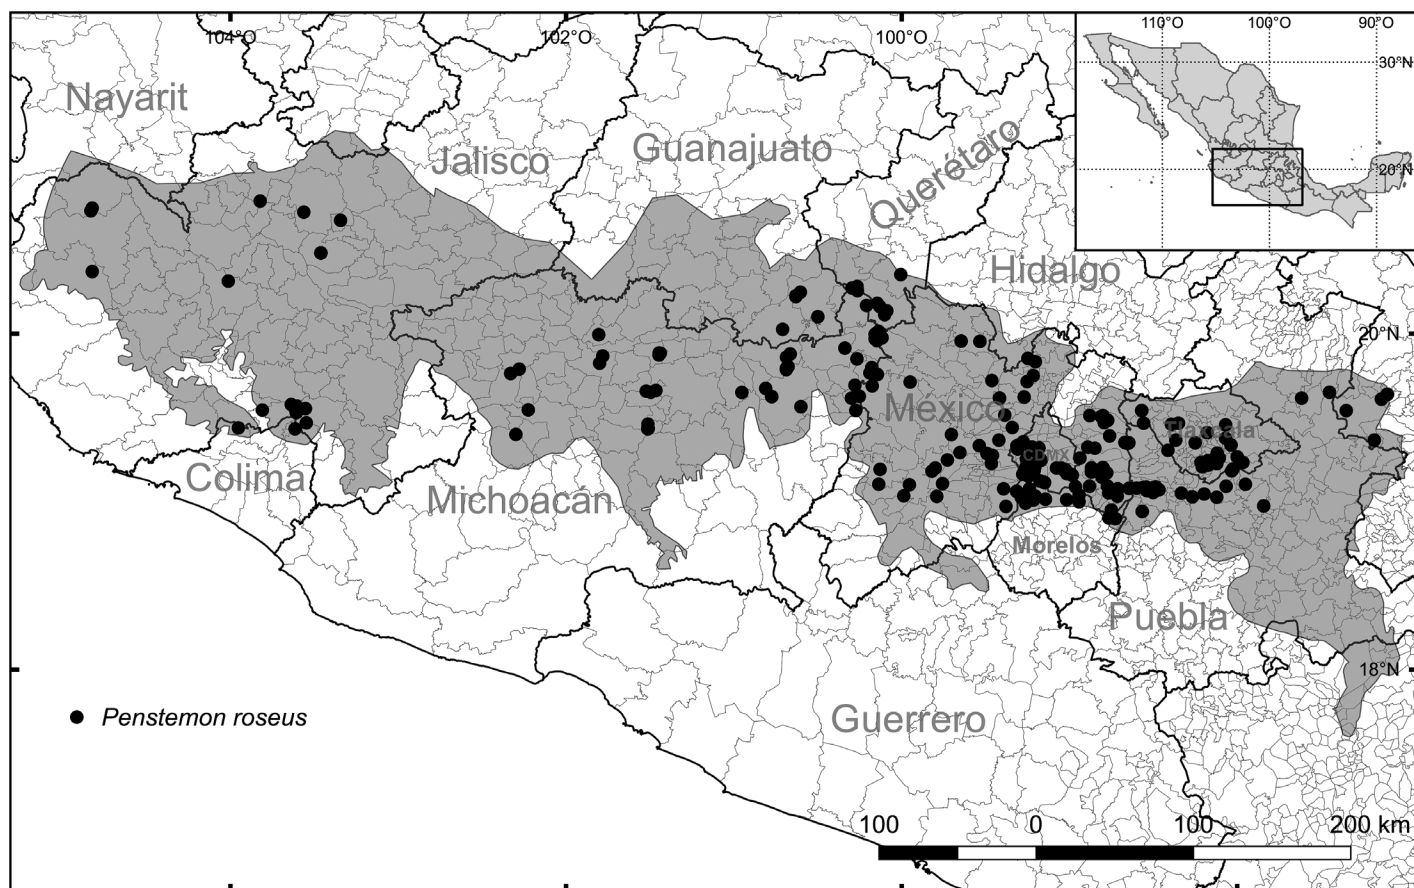 104°O
102°O
100°O
110°O
100°O
90°O
30°N
20°N
Nayarit
Jalisco
Guanajuato
Querétaro
Hidalgo
20°N
México
Tlaxcala
CDMX
Colima
Michoacán
Morelos
Puebla
18°N
Penstemon roseus
Guerrero
100 0 100 200 km